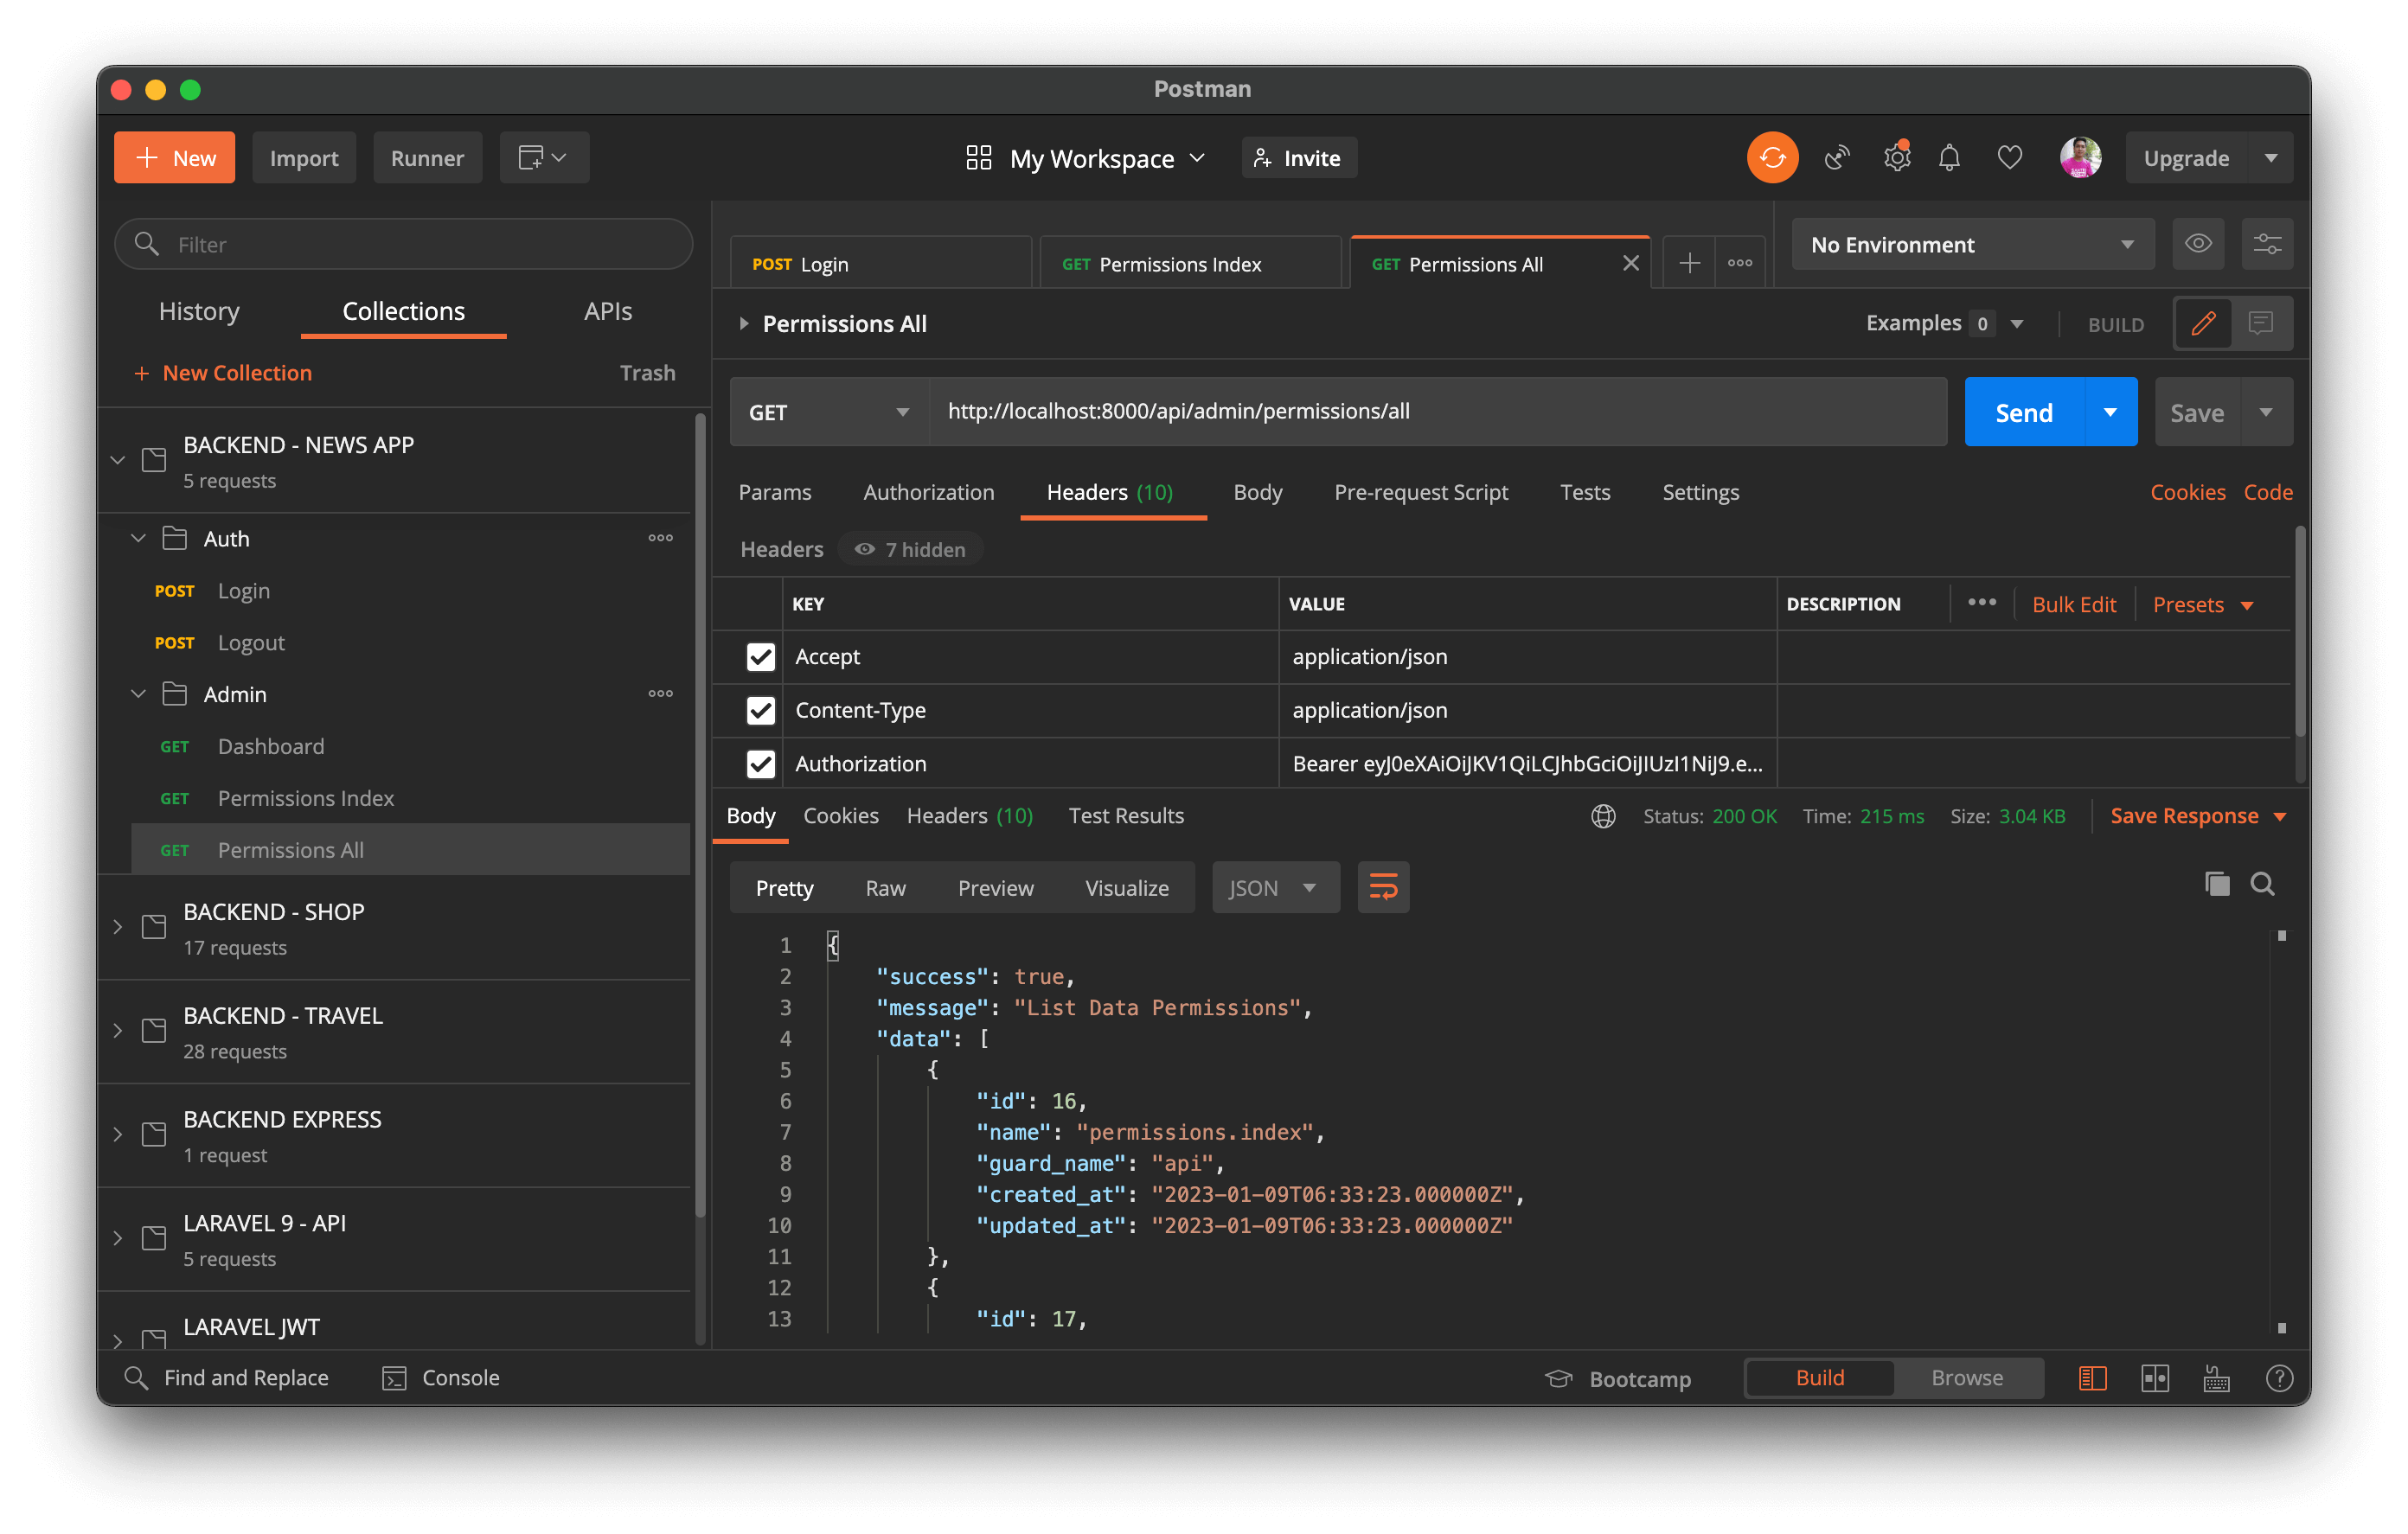 Postman
New
Import
Runner
My Workspace
Invite
Upgrade
Filter
History
Collections
APIs
New Collection
Trash
BACKEND - NEWS APP
5 requests
Auth
POST Login
POST Logout
Admin
GET Dashboard
GET Permissions Index
GET Permissions All
BACKEND - SHOP
17 requests
BACKEND - TRAVEL
28 requests
BACKEND EXPRESS
1 request
LARAVEL 9 - API
5 requests
LARAVEL JWT
POST Login
GET Permissions Index
GET Permissions All
No Environment
Permissions All
Examples 0
BUILD
GET
http://localhost:8000/api/admin/permissions/all
Send
Save
Params
Authorization
Headers (10)
Body
Pre-request Script
Tests
Settings
Cookies
Code
Headers
7 hidden
KEY VALUE DESCRIPTION
Bulk Edit
Presets
Accept application/json
Content-Type application/json
Authorization Bearer eyJ0eXAiOiJKV1QiLCJhbGciOiJIUzI1NiJ9.e...
Body
Cookies
Headers (10)
Test Results
Status: 200 OK
Time: 215 ms
Size: 3.04 KB
Save Response
Pretty
Raw
Preview
Visualize
JSON
1 {
2 "success": true,
3 "message": "List Data Permissions",
4 "data": [
5 {
6 "id": 16,
7 "name": "permissions.index",
8 "guard_name": "api",
9 "created_at": "2023-01-09T06:33:23.000000Z",
10 "updated_at": "2023-01-09T06:33:23.000000Z"
11 },
12 {
13 "id": 17,
Find and Replace
Console
Bootcamp
Build
Browse